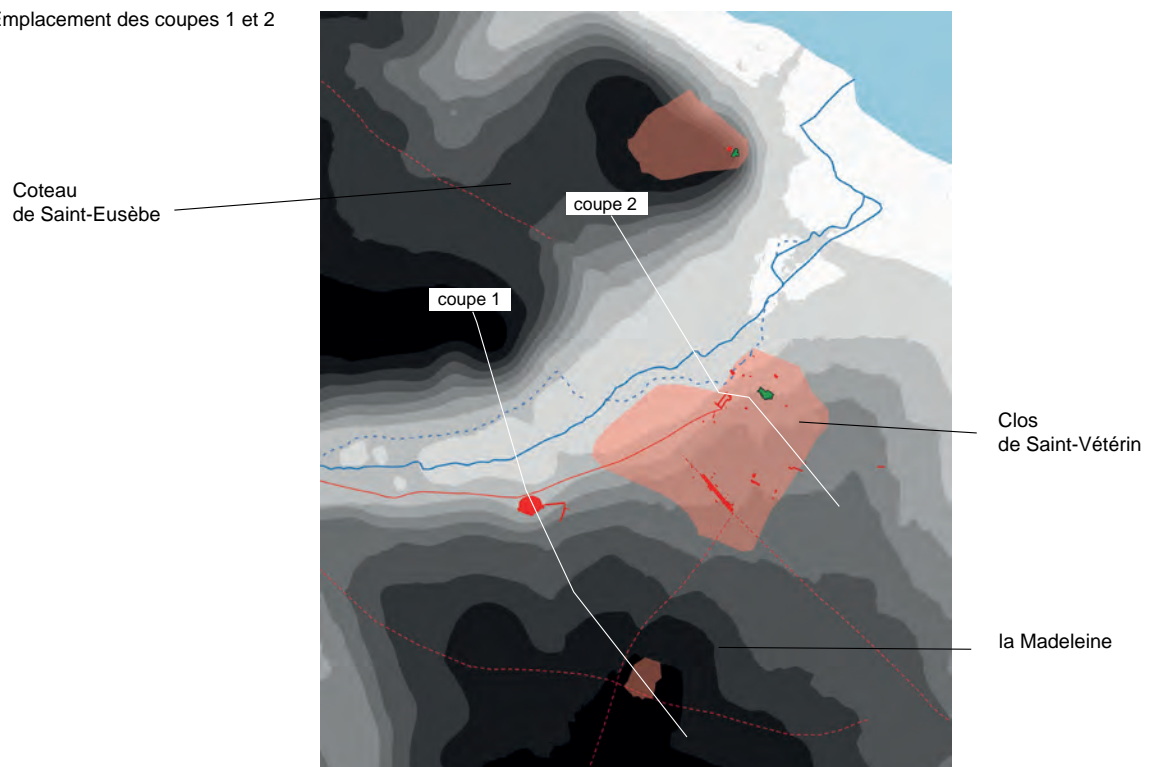 Emplacement des coupes 1 et 2
Coteau
de Saint-Eusèbe
coupe 2
coupe 1
Clos
de Saint-Vétérin
la Madeleine